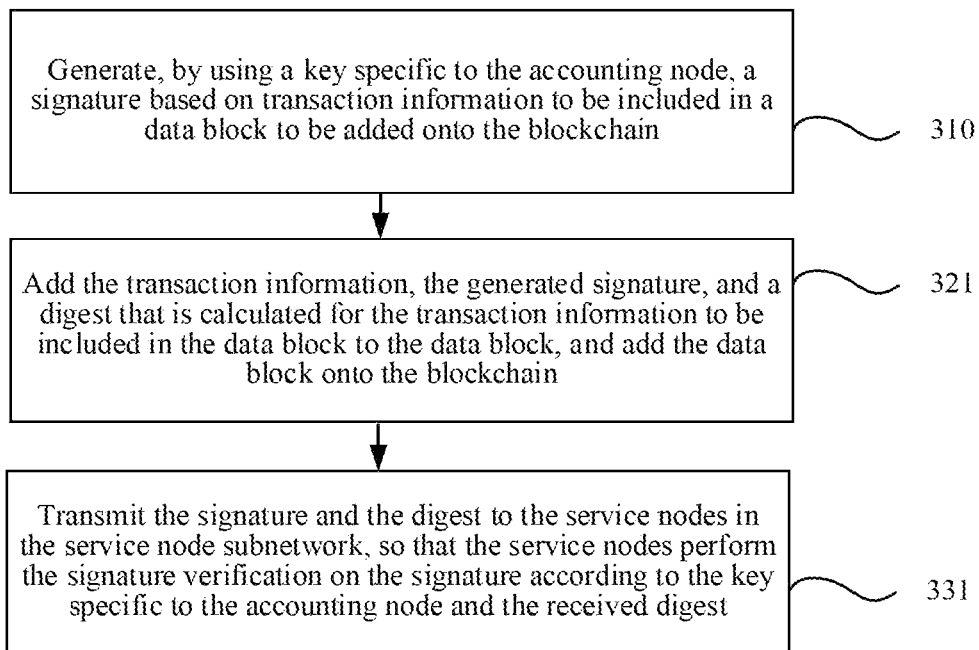 Generate, by using a key specific to the accounting node, a
signature based on transaction information to be included in a
data block to be added onto the blockchain
310
Add the transaction information, the generated signature, and a
digest that is calculated for the transaction information to be
included in the data block to the data block, and add the data
block onto the blockchain
321
Transmit the signature and the digest to the service nodes in
the service node subnetwork, so that the service nodes perform
the signature verification on the signature according to the key
specific to the accounting node and the received digest
331